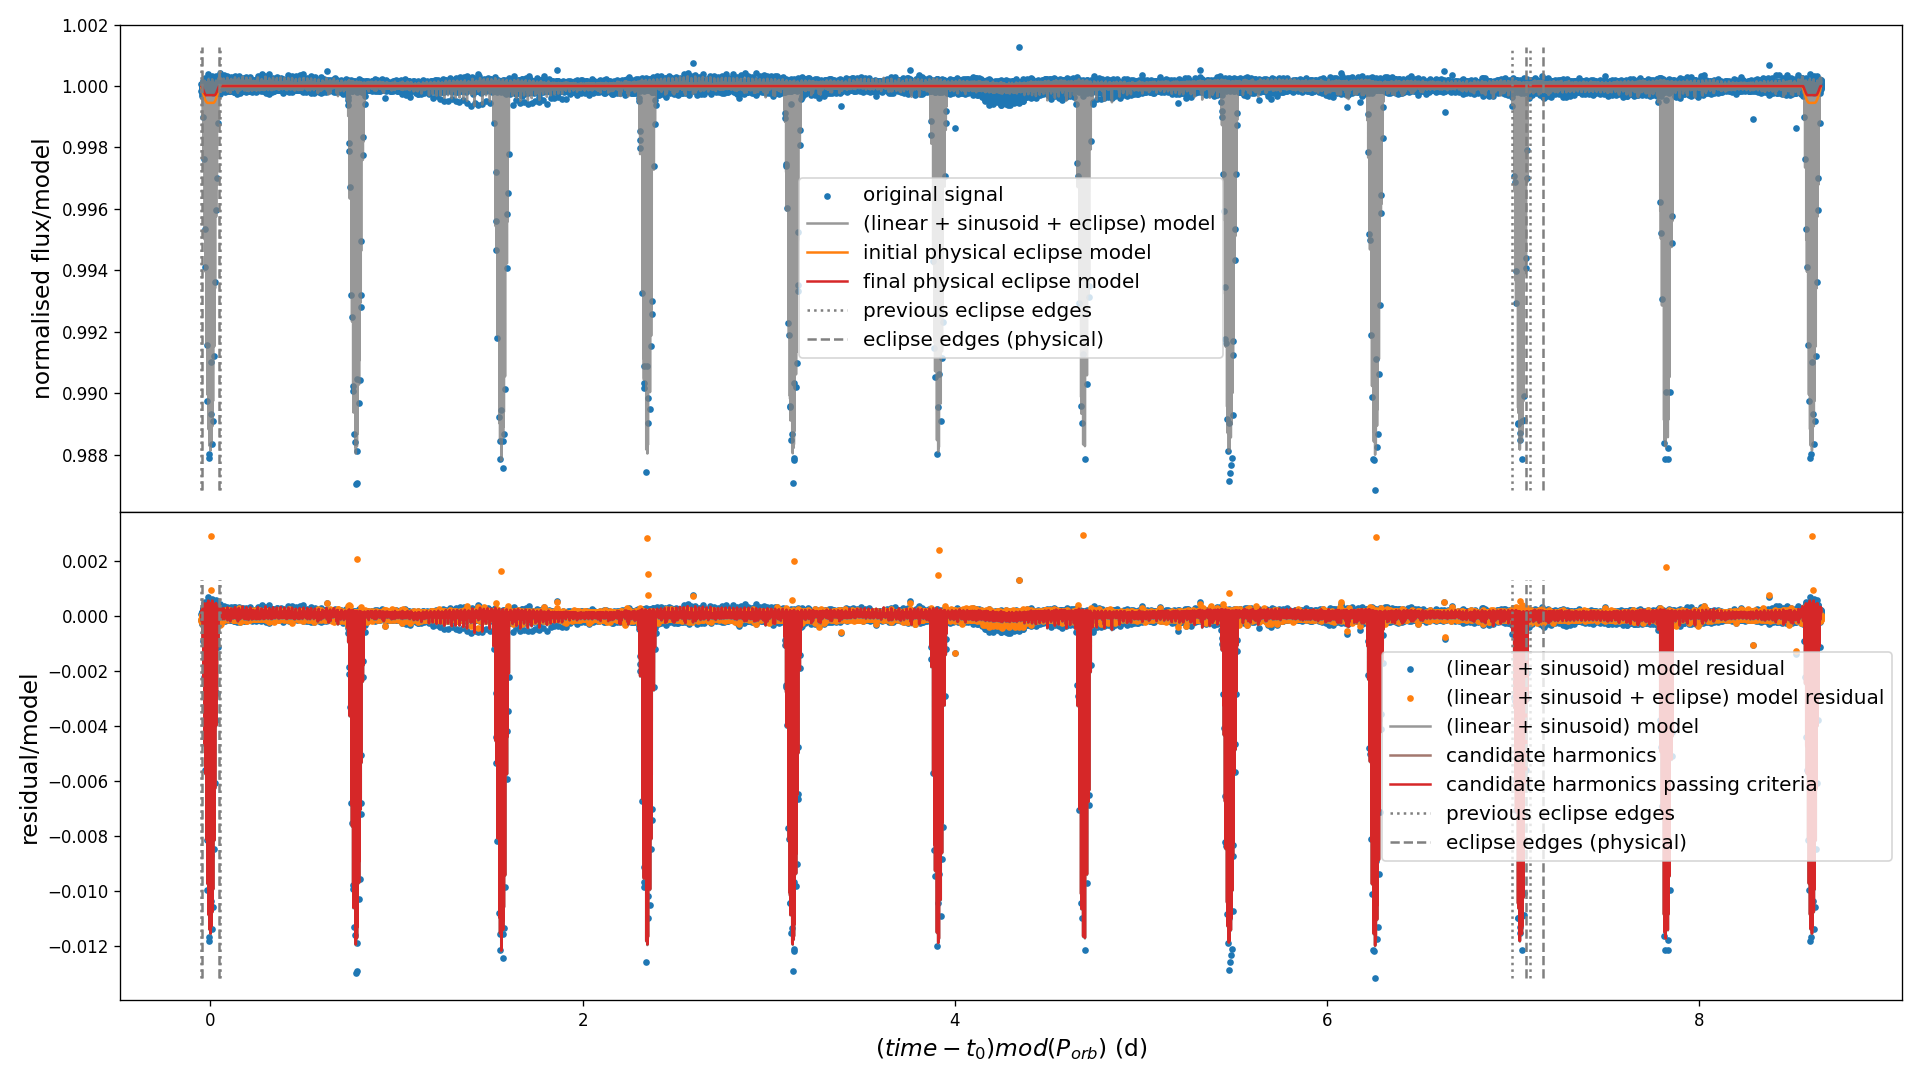 1.002
1.000
0.998
0.996
0.994
0.992
0.990
0.988
normalised flux/model
original signal
(linear + sinusoid + eclipse) model
initial physical eclipse model
final physical eclipse model
previous eclipse edges
eclipse edges (physical)
0.002
0.000
−0.002
−0.004
−0.006
−0.008
−0.010
−0.012
residual/model
(linear + sinusoid) model residual
(linear + sinusoid + eclipse) model residual
(linear + sinusoid) model
candidate harmonics
candidate harmonics passing criteria
previous eclipse edges
eclipse edges (physical)
0 2 4 6 8
(time − t₀)mod(P_orb) (d)